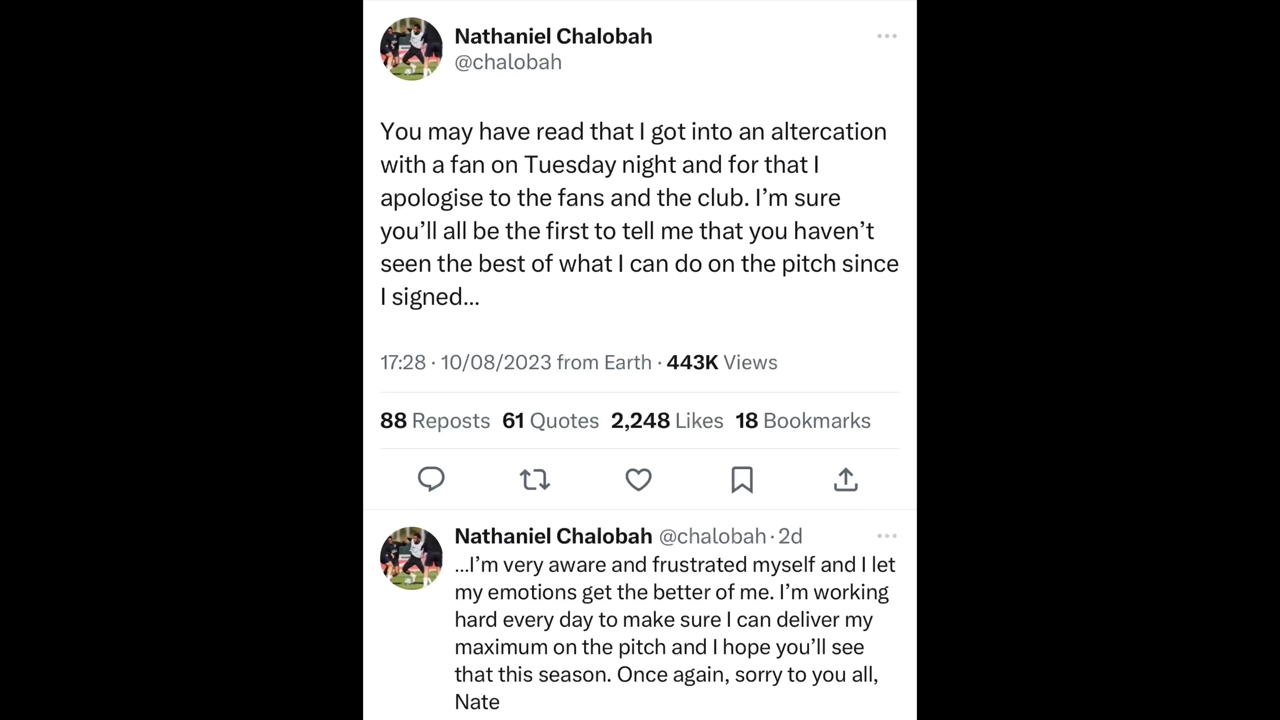 Nathaniel Chalobah
@chalobah
You may have read that I got into an altercation
with a fan on Tuesday night and for that I
apologise to the fans and the club. I’m sure
you’ll all be the first to tell me that you haven’t
seen the best of what I can do on the pitch since
I signed...
17:28 · 10/08/2023 from Earth · 443K Views
88 Reposts 61 Quotes 2,248 Likes 18 Bookmarks
Nathaniel Chalobah @chalobah · 2d
...I’m very aware and frustrated myself and I let
my emotions get the better of me. I’m working
hard every day to make sure I can deliver my
maximum on the pitch and I hope you’ll see
that this season. Once again, sorry to you all,
Nate